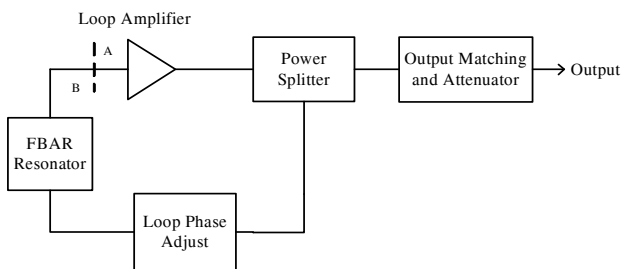 Loop Amplifier
A
B
Power
Splitter
Output Matching
and Attenuator
Output
FBAR
Resonator
Loop Phase
Adjust